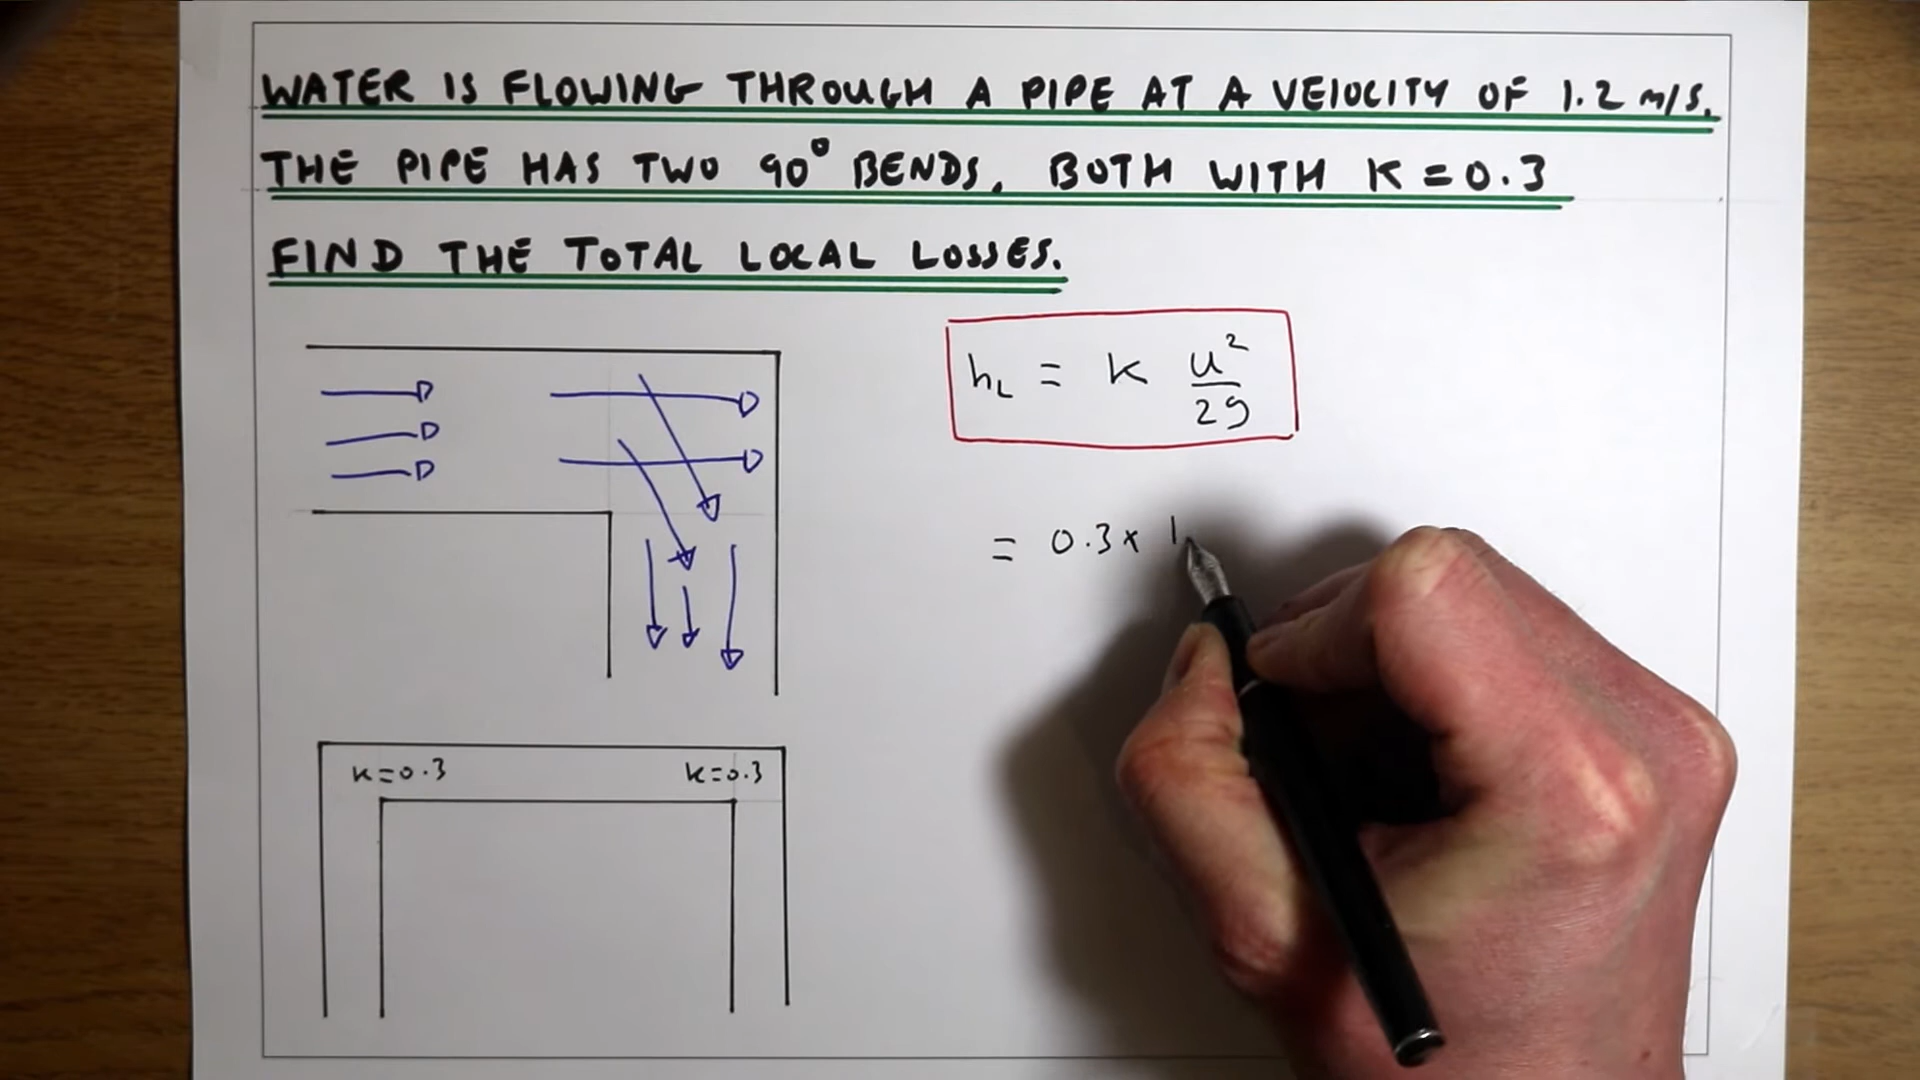 WATER IS FLOWING THROUGH A PIPE AT A VELOCITY OF 1.2 m/s.
THE PIPE HAS TWO 90° BENDS. BOTH WITH K = 0.3
FIND THE TOTAL LOCAL LOSSES.
hL = K u²/2g
= 0.3 x 1.
K=0.3 K=0.3